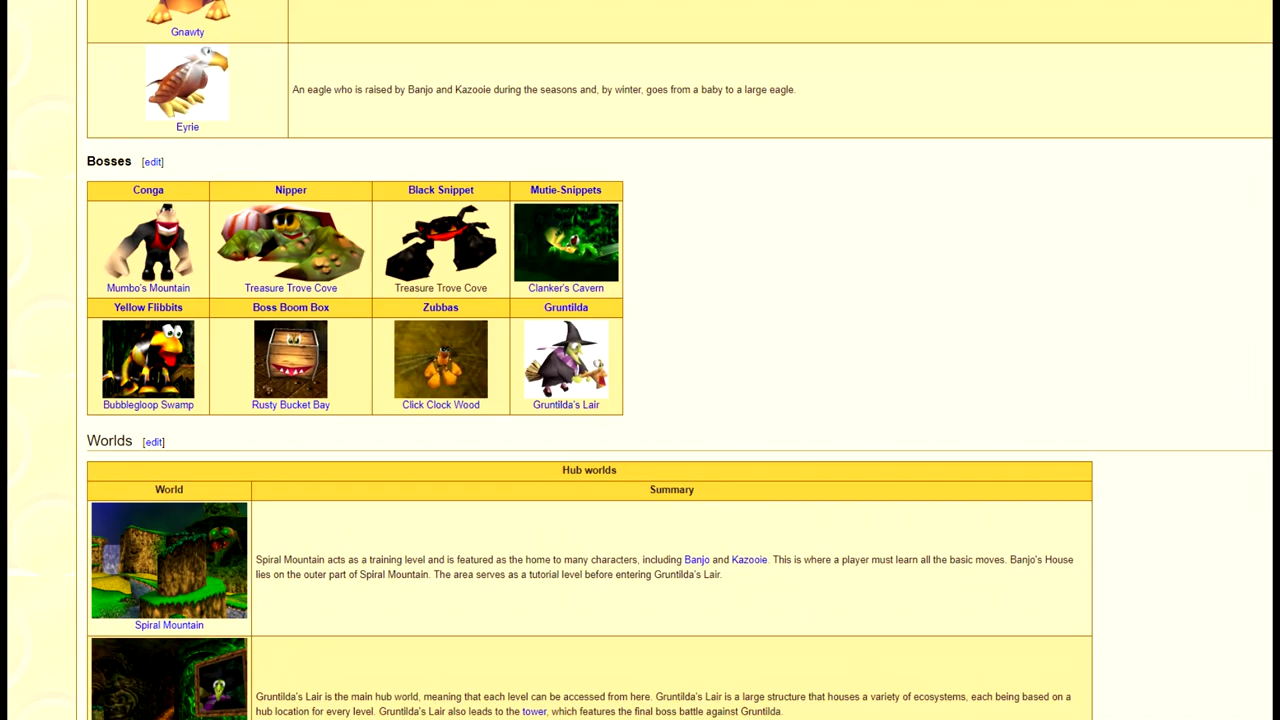 Gnawty
An eagle who is raised by Banjo and Kazooie during the seasons and, by winter, goes from a baby to a large eagle.
Eyrie
Bosses [edit]
Conga Nipper Black Snippet Mutie-Snippets
Mumbo's Mountain Treasure Trove Cove Treasure Trove Cove Clanker's Cavern
Yellow Flibbits Boss Boom Box Zubbas Gruntilda
Bubblegloop Swamp Rusty Bucket Bay Click Clock Wood Gruntilda's Lair
Worlds [edit]
Hub worlds
World Summary
Spiral Mountain acts as a training level and is featured as the home to many characters, including Banjo and Kazooie. This is where a player must learn all the basic moves. Banjo's House
lies on the outer part of Spiral Mountain. The area serves as a tutorial level before entering Gruntilda's Lair.
Spiral Mountain
Gruntilda's Lair is the main hub world, meaning that each level can be accessed from here. Gruntilda's Lair is a large structure that houses a variety of ecosystems, each being based on a
hub location for every level. Gruntilda's Lair also leads to the tower, which features the final boss battle against Gruntilda.